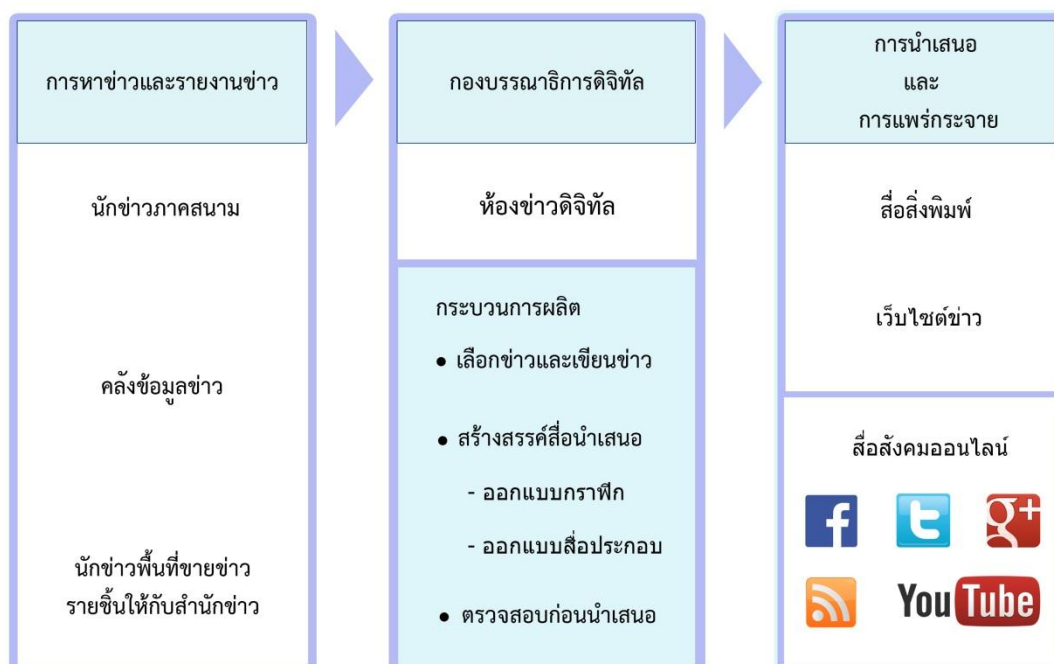 การหาข่าวและรายงานข่าว
นักข่าวภาคสนาม
คลังข้อมูลข่าว
นักข่าวพื้นที่ขายข่าว
รายชิ้นให้กับสำนักข่าว
กองบรรณาธิการดิจิทัล
ห้องข่าวดิจิทัล
กระบวนการผลิต
● เลือกข่าวและเขียนข่าว
● สร้างสรรค์สื่อนำเสนอ
- ออกแบบกราฟีก
- ออกแบบสื่อประกอบ
● ตรวจสอบก่อนนำเสนอ
การนำเสนอ
และ
การแพร่กระจาย
สื่อสิ่งพิมพ์
เว็บไซต์ข่าว
สื่อสังคมออนไลน์
f t g+
YouTube